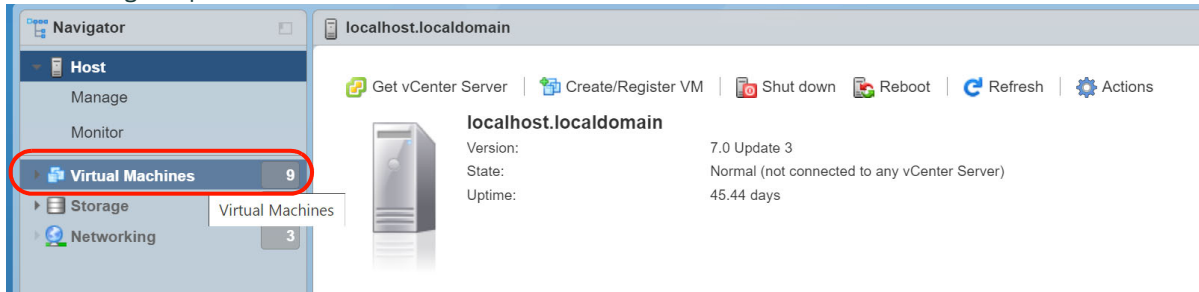 Navigator
localhost.localdomain
Host
Manage
Monitor
Virtual Machines 9
Storage
Virtual Machines
Networking 3
Get vCenter Server Create/Register VM Shut down Reboot Refresh Actions
localhost.localdomain
Version: 7.0 Update 3
State: Normal (not connected to any vCenter Server)
Uptime: 45.44 days